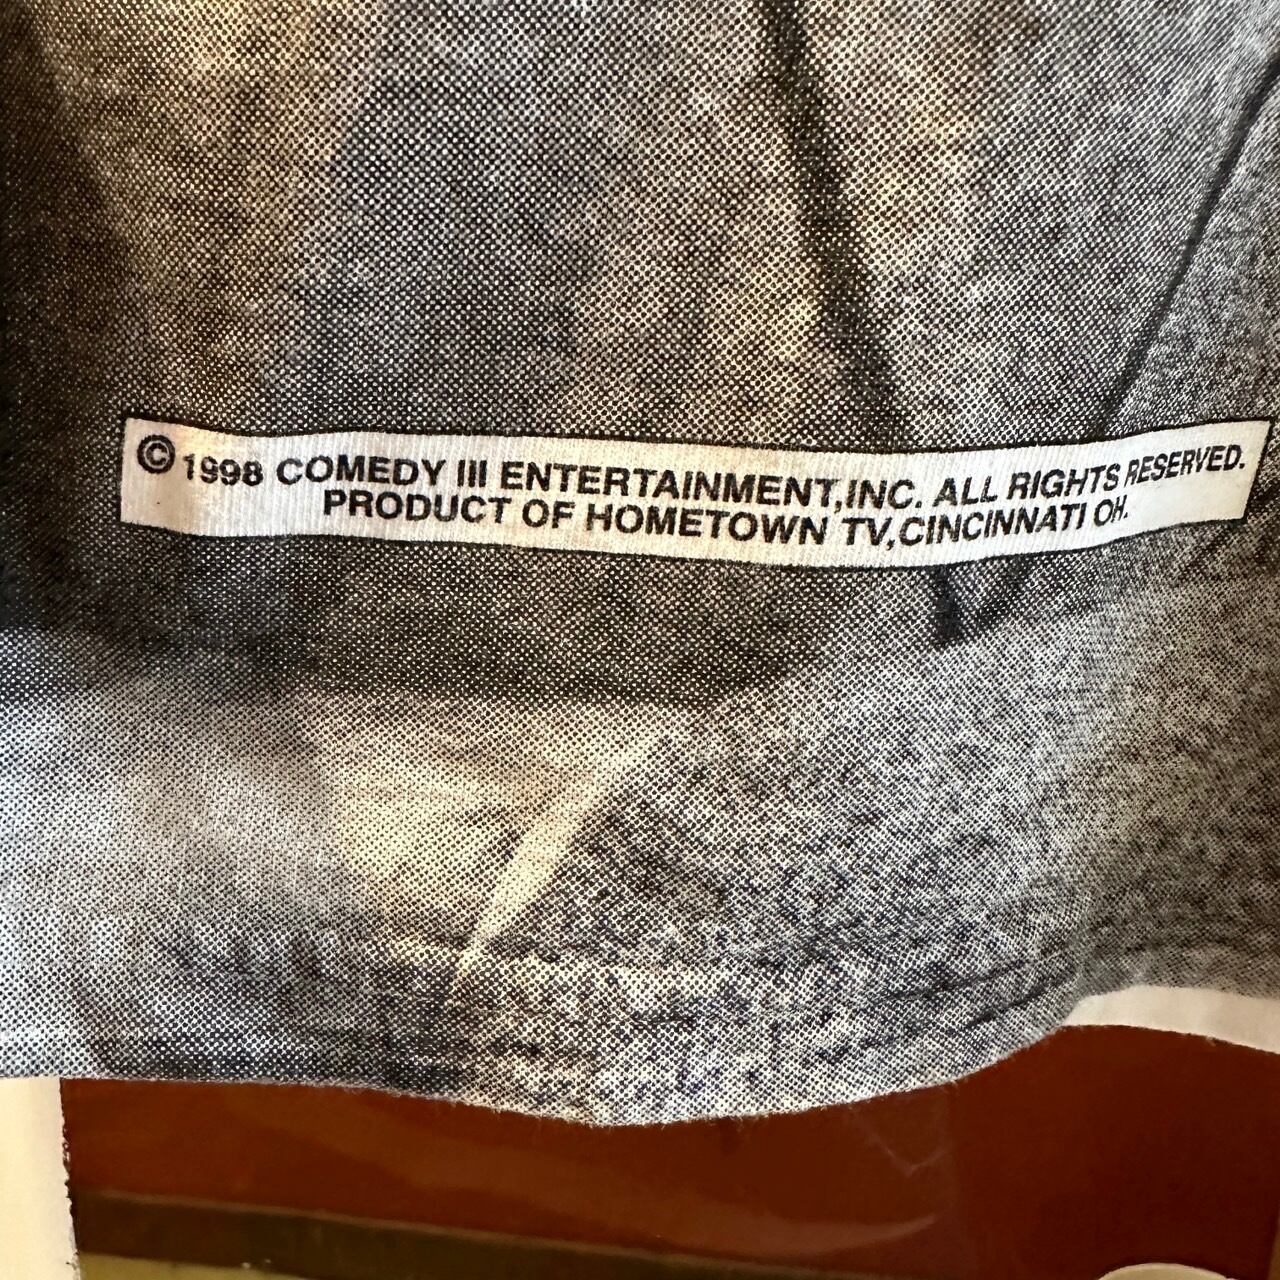 © 1998 COMEDY III ENTERTAINMENT,INC. ALL RIGHTS RESERVED.
PRODUCT OF HOMETOWN TV,CINCINNATI OH.